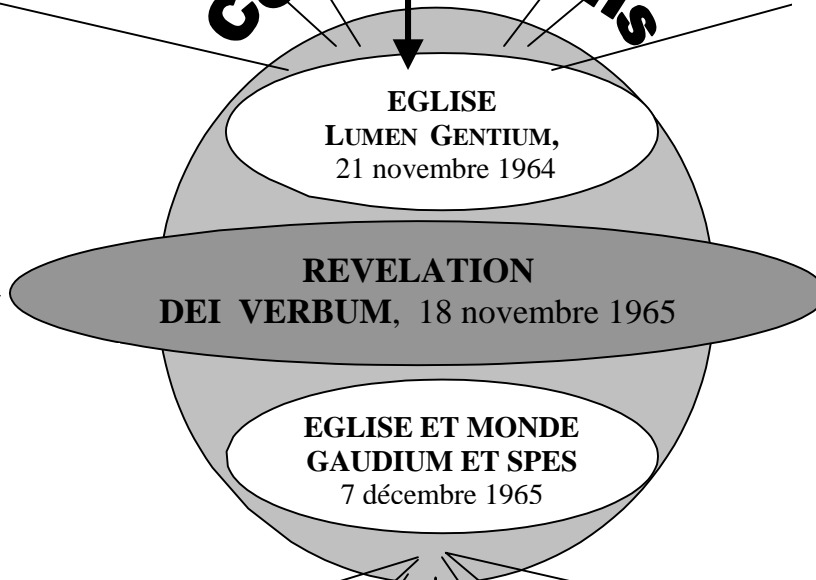 EGLISE
LUMEN GENTIUM,
21 novembre 1964
REVELATION
DEI VERBUM, 18 novembre 1965
EGLISE ET MONDE
GAUDIUM ET SPES
7 décembre 1965